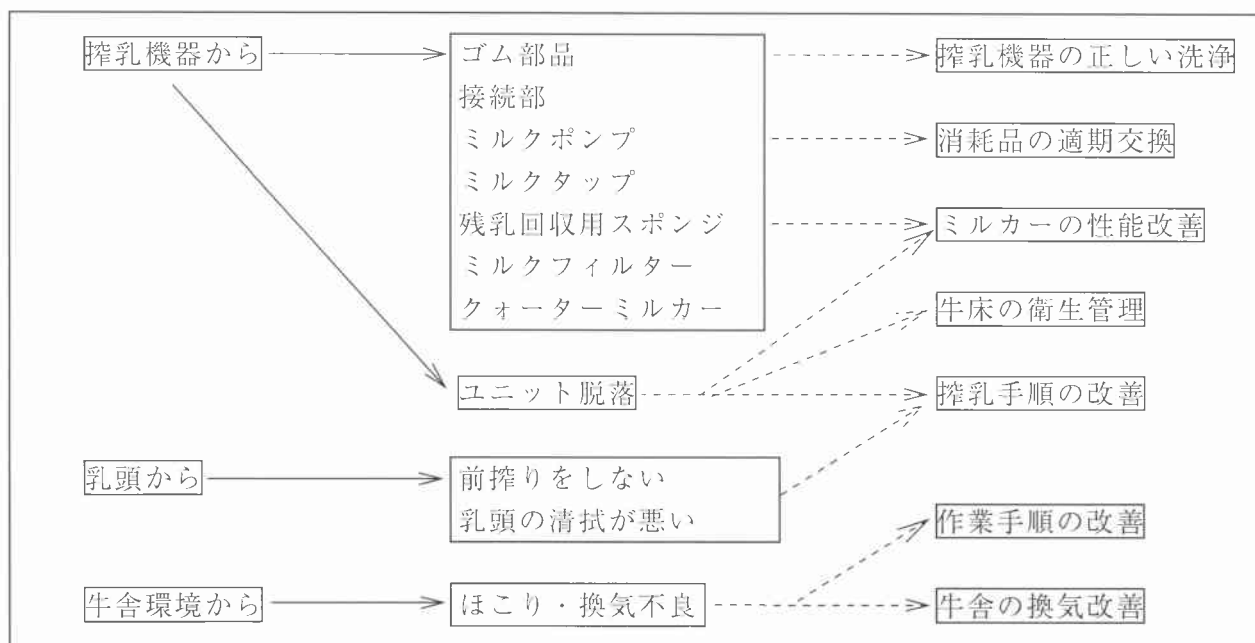 搾乳機器から
ゴム部品
接続部
ミルクポンプ
ミルクタップ
残乳回収用スポンジ
ミルクフィルター
クォーターミルカー
搾乳機器の正しい洗浄
消耗品の適期交換
ミルカーの性能改善
牛床の衛生管理
ユニット脱落
搾乳手順の改善
乳頭から
前搾りをしない
乳頭の清拭が悪い
作業手順の改善
牛舎環境から
ほこり・換気不良
牛舎の換気改善